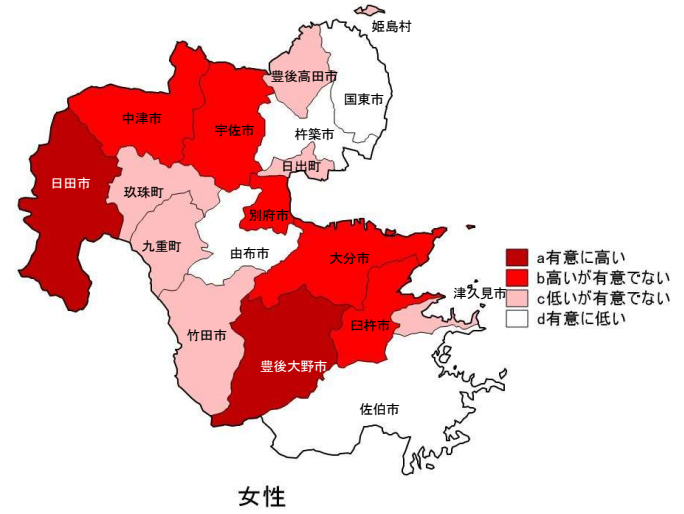 姫島村
豊後高田市
国東市
中津市
宇佐市
杵築市
日出町
日田市
玖珠町
別府市
九重町
由布市
大分市
a有意に高い
b高いが有意でない
c低いが有意でない
d有意に低い
津久見市
臼杵市
竹田市
豊後大野市
佐伯市
女性